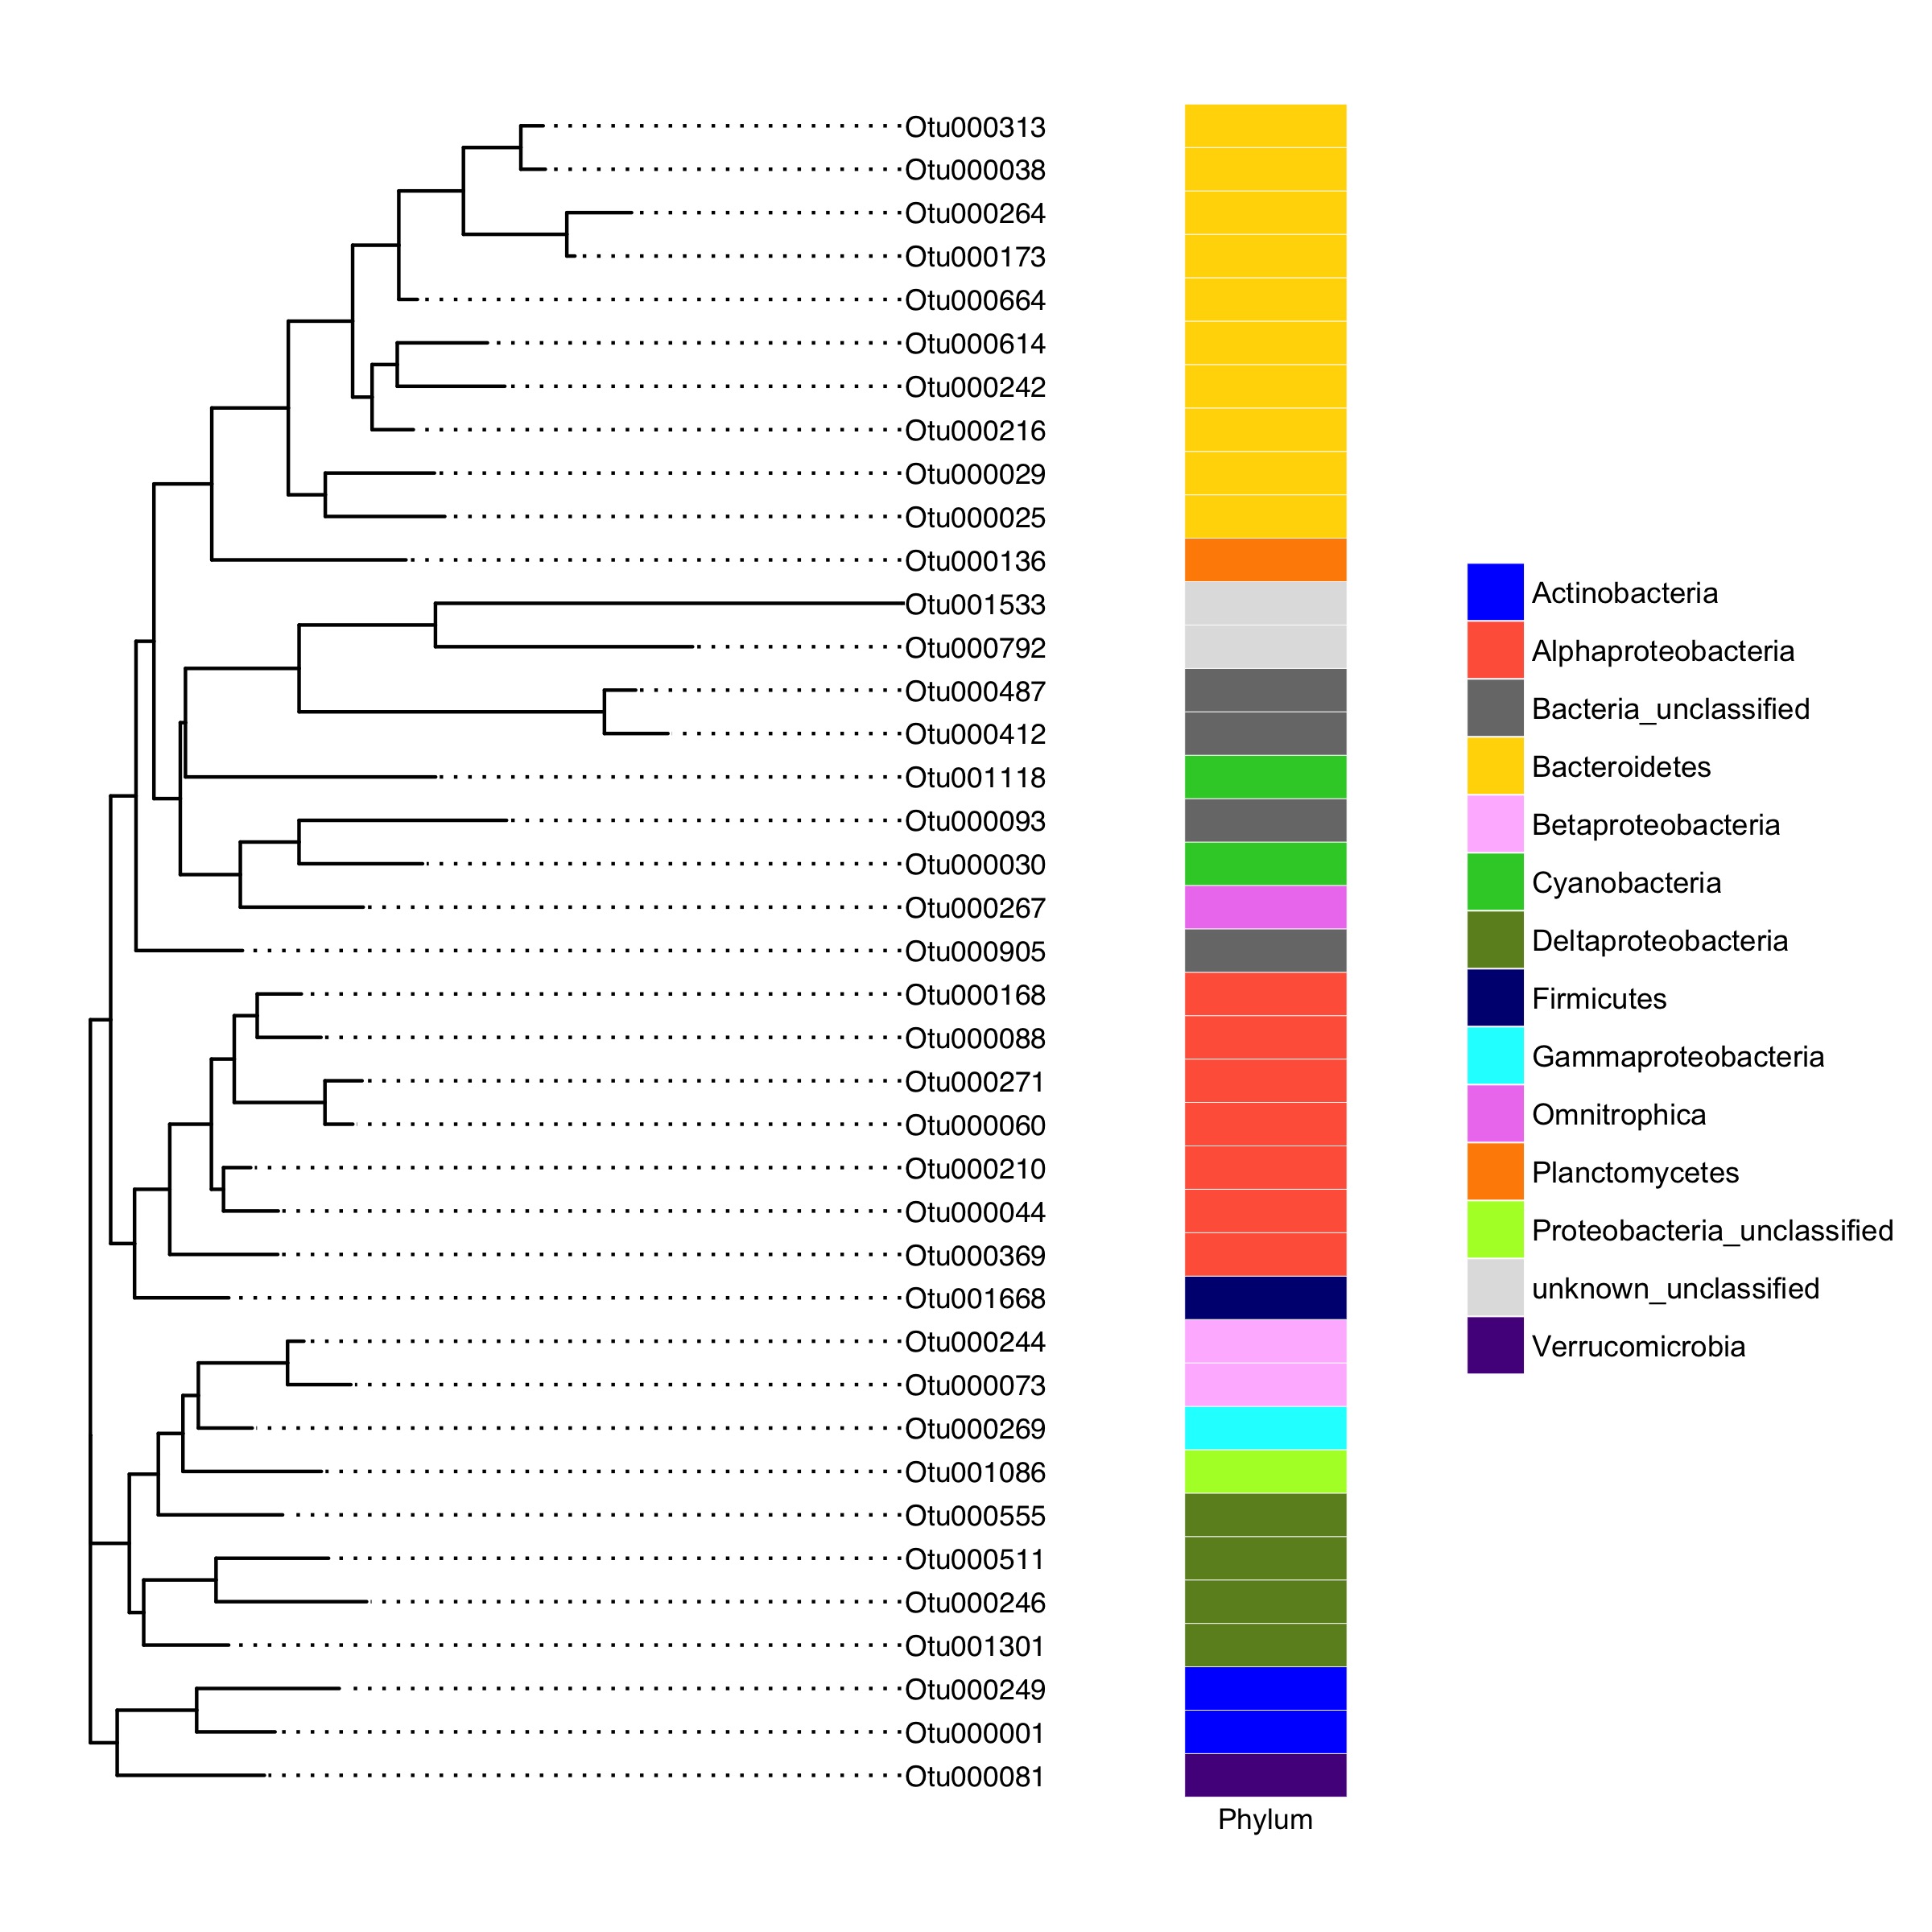 Otu000313
Otu000038
Otu000264
Otu000173
Otu000664
Otu000614
Otu000242
Otu000216
Otu000029
Otu000025
Otu000136
Otu001533
Otu000792
Otu000487
Otu000412
Otu001118
Otu000093
Otu000030
Otu000267
Otu000905
Otu000168
Otu000088
Otu000271
Otu000060
Otu000210
Otu000044
Otu000369
Otu001668
Otu000244
Otu000073
Otu000269
Otu001086
Otu000555
Otu000511
Otu000246
Otu001301
Otu000249
Otu000001
Otu000081
Phylum
Actinobacteria
Alphaproteobacteria
Bacteria_unclassified
Bacteroidetes
Betaproteobacteria
Cyanobacteria
Deltaproteobacteria
Firmicutes
Gammaproteobacteria
Omnitrophica
Planctomycetes
Proteobacteria_unclassified
unknown_unclassified
Verrucomicrobia